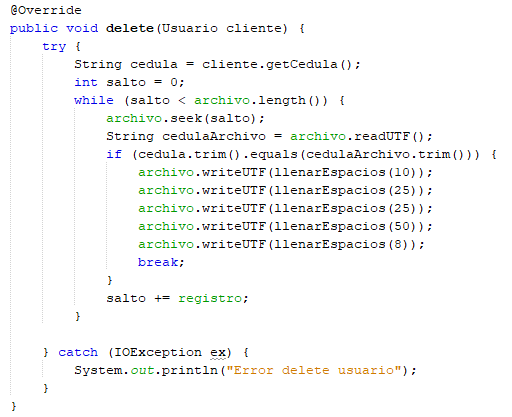 @Override
public void delete(Usuario cliente) {
    try {
        String cedula = cliente.getCedula();
        int salto = 0;
        while (salto < archivo.length()) {
            archivo.seek(salto);
            String cedulaArchivo = archivo.readUTF();
            if (cedula.trim().equals(cedulaArchivo.trim())) {
                archivo.writeUTF(llenarEspacios(10));
                archivo.writeUTF(llenarEspacios(25));
                archivo.writeUTF(llenarEspacios(25));
                archivo.writeUTF(llenarEspacios(50));
                archivo.writeUTF(llenarEspacios(8));
                break;
            }
            salto += registro;
        }

    } catch (IOException ex) {
        System.out.println("Error delete usuario");
    }
}